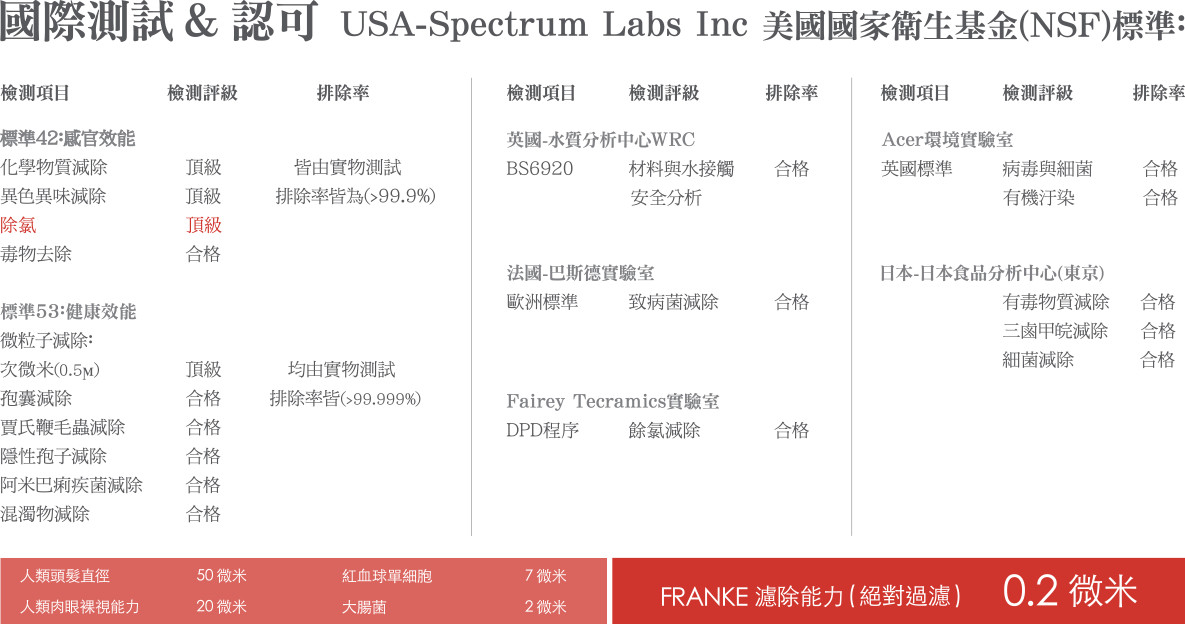 國際測試 & 認可 USA-Spectrum Labs Inc 美國國家衛生基金(NSF)標準:
檢測項目 檢測評級 排除率
標準42:感官效能
化學物質減除 頂級 皆由實物測試
異色異味減除 頂級 排除率皆為(>99.9%)
除氯 頂級
毒物去除 合格
標準53:健康效能
微粒子減除:
次微米(0.5μ) 頂級 均由實物測試
孢囊減除 合格 排除率皆(>99.999%)
賈氏鞭毛蟲減除 合格
隱性孢子減除 合格
阿米巴痢疾菌減除 合格
混濁物減除 合格
檢測項目 檢測評級 排除率
英國-水質分析中心WRC
BS6920 材料與水接觸 合格
安全分析
法國-巴斯德實驗室
歐洲標準 致病菌減除 合格
Fairey Tecramics實驗室
DPD程序 餘氯減除 合格
檢測項目 檢測評級 排除率
Acer環境實驗室
英國標準 病毒與細菌 合格
有機汙染 合格
日本-日本食品分析中心(東京)
有毒物質減除 合格
三鹵甲烷減除 合格
細菌減除 合格
人類頭髮直徑 50 微米 紅血球單細胞 7 微米
人類肉眼裸視能力 20 微米 大腸菌 2 微米
FRANKE 濾除能力 ( 絕對過濾 ) 0.2 微米